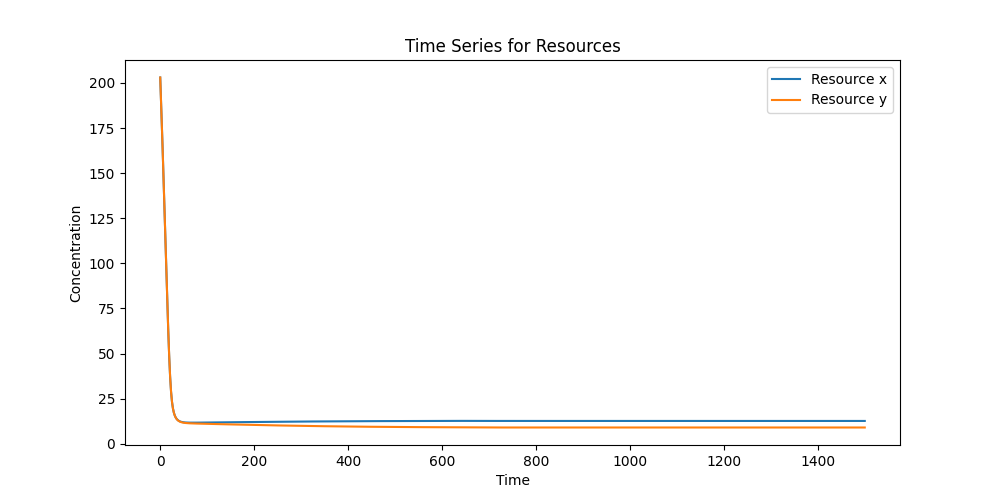 Time Series for Resources
Resource x
Resource y
Concentration
200
175
150
125
100
75
50
25
0
0 200 400 600 800 1000 1200 1400
Time